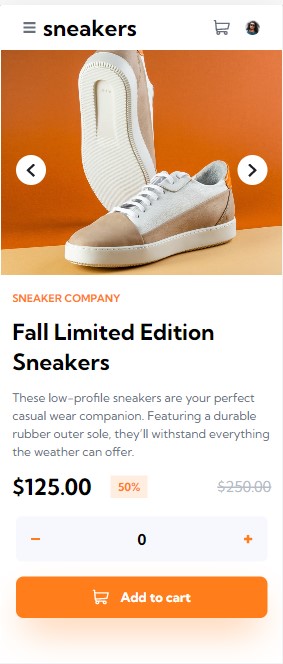 sneakers
SNEAKER COMPANY
Fall Limited Edition
Sneakers
These low-profile sneakers are your perfect
casual wear companion. Featuring a durable
rubber outer sole, they'll withstand everything
the weather can offer.
$125.00 50% $250.00
− 0 +
Add to cart